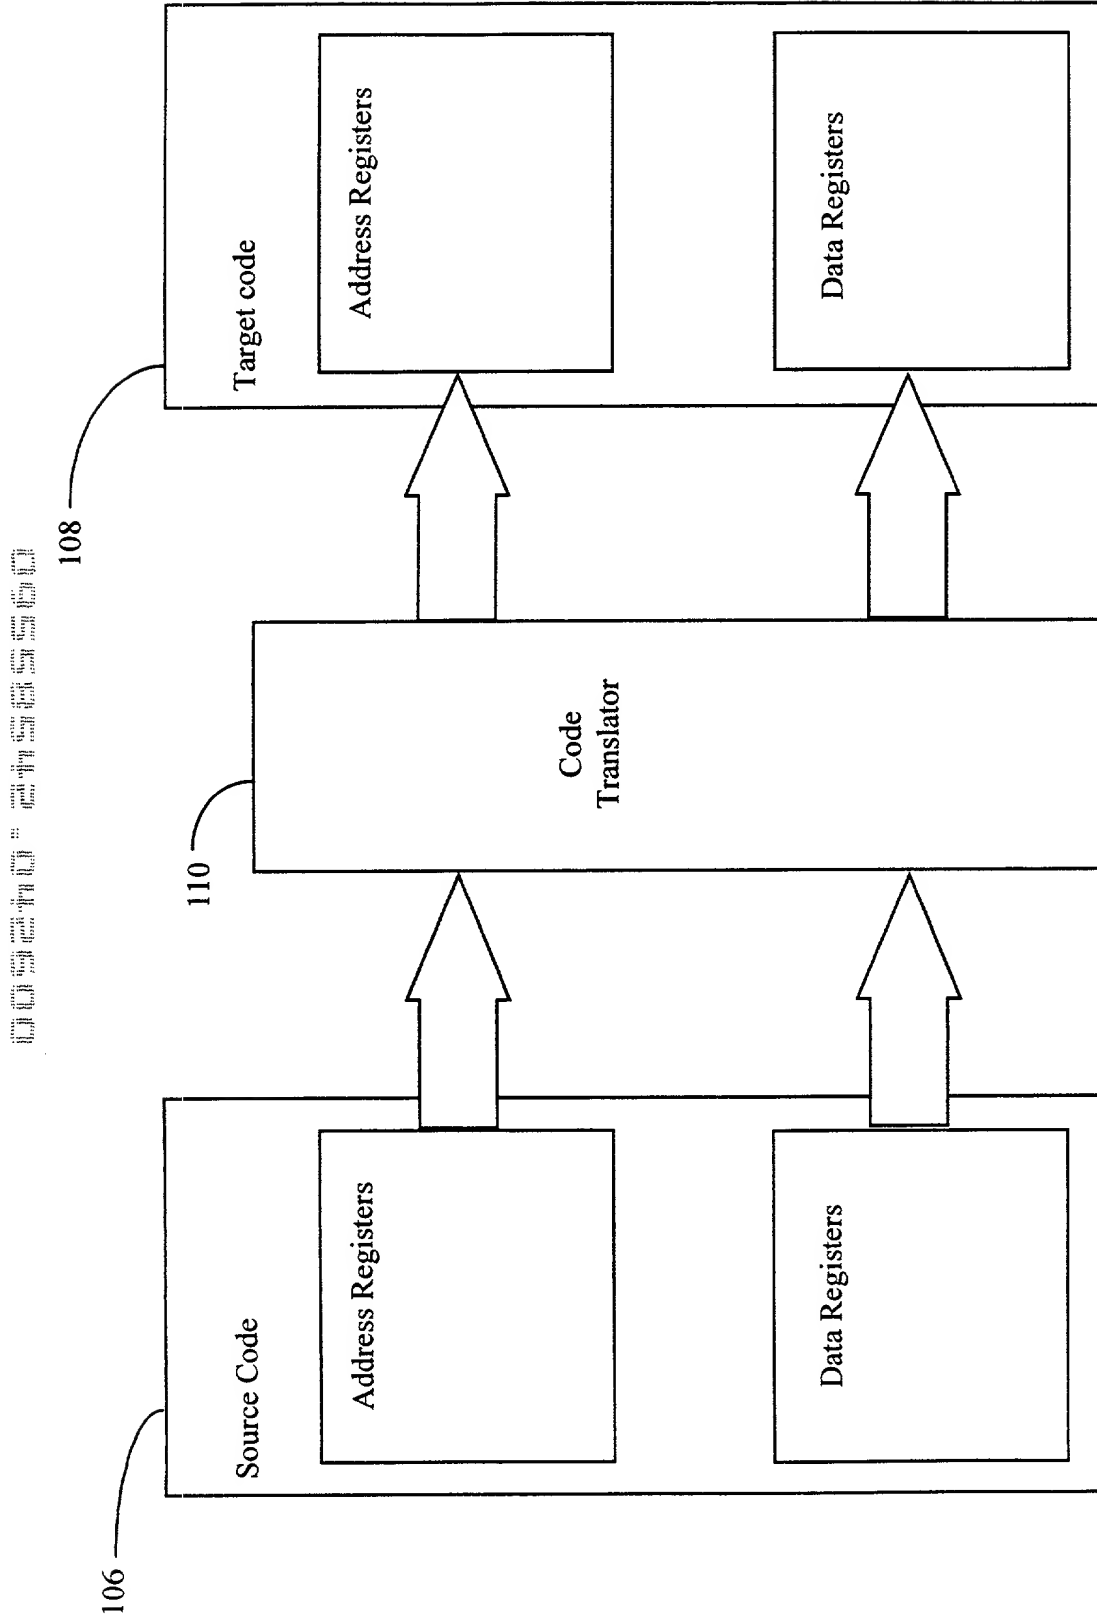 106
Source Code
Address Registers
Data Registers
110
Code
Translator
108
Target code
Address Registers
Data Registers